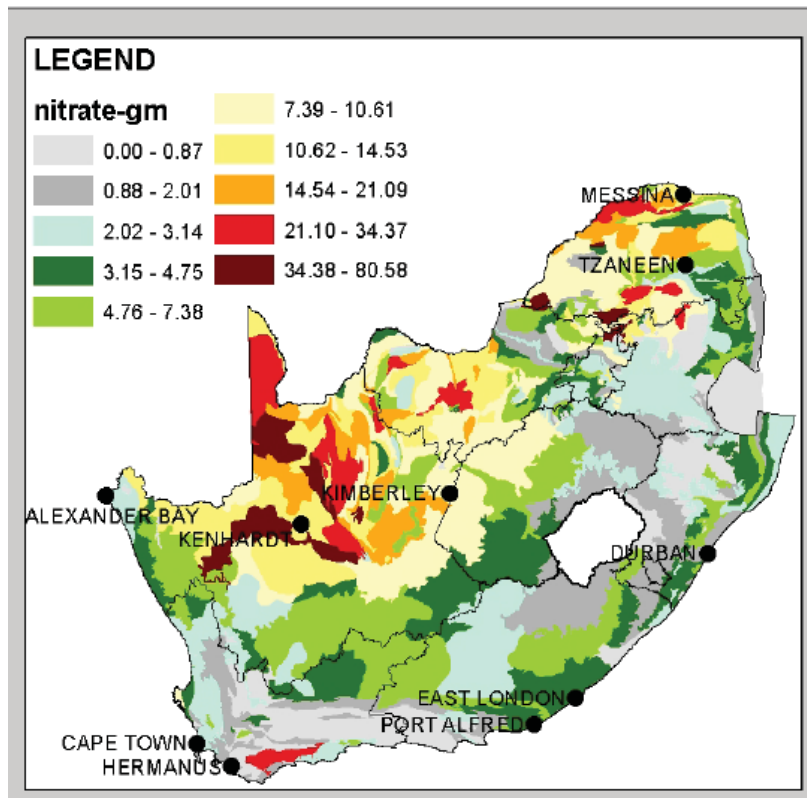 LEGEND
nitrate-gm
0.00 - 0.87
0.88 - 2.01
2.02 - 3.14
3.15 - 4.75
4.76 - 7.38
7.39 - 10.61
10.62 - 14.53
14.54 - 21.09
21.10 - 34.37
34.38 - 80.58
MESSINA
TZANEEN
KIMBERLEY
ALEXANDER BAY
KENHARDT
DURBAN
EAST LONDON
PORT ALFRED
CAPE TOWN
HERMANUS